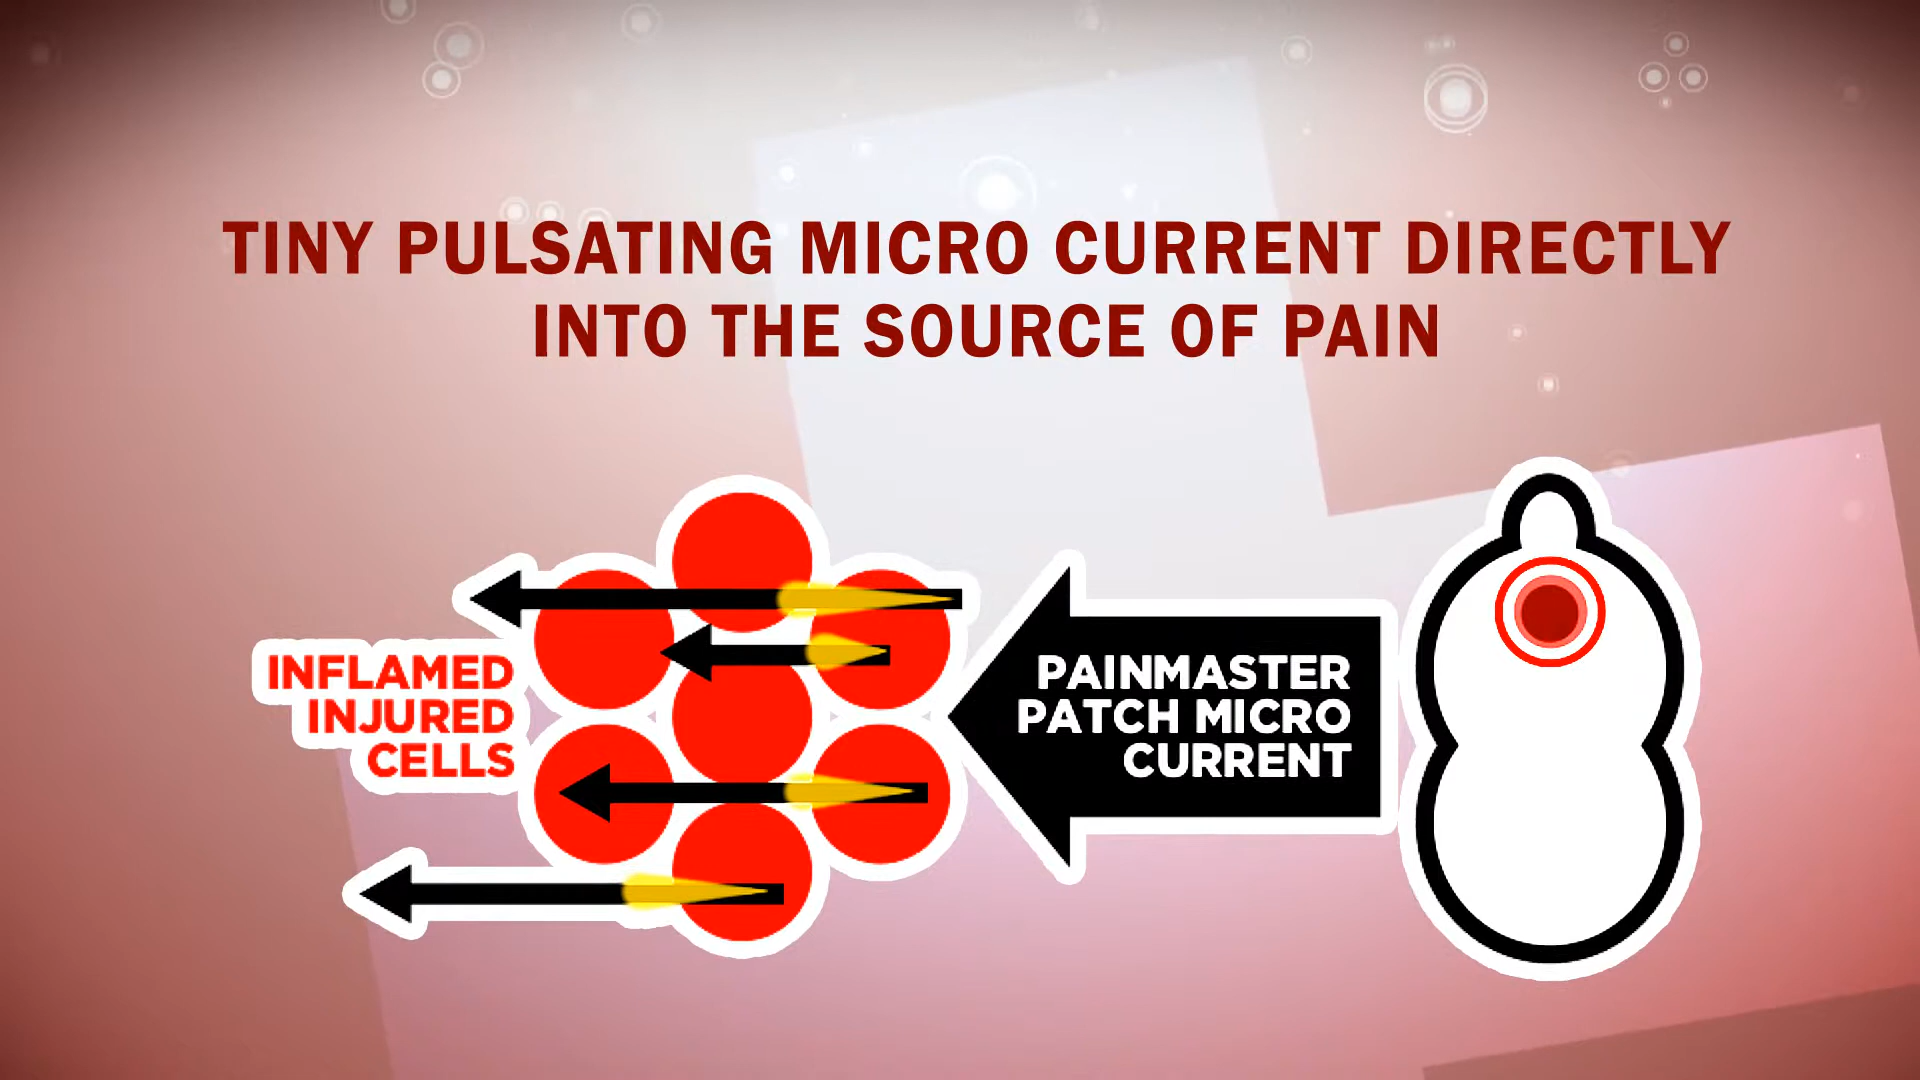 TINY PULSATING MICRO CURRENT DIRECTLY
INTO THE SOURCE OF PAIN
INFLAMED
INJURED
CELLS
PAINMASTER
PATCH MICRO
CURRENT